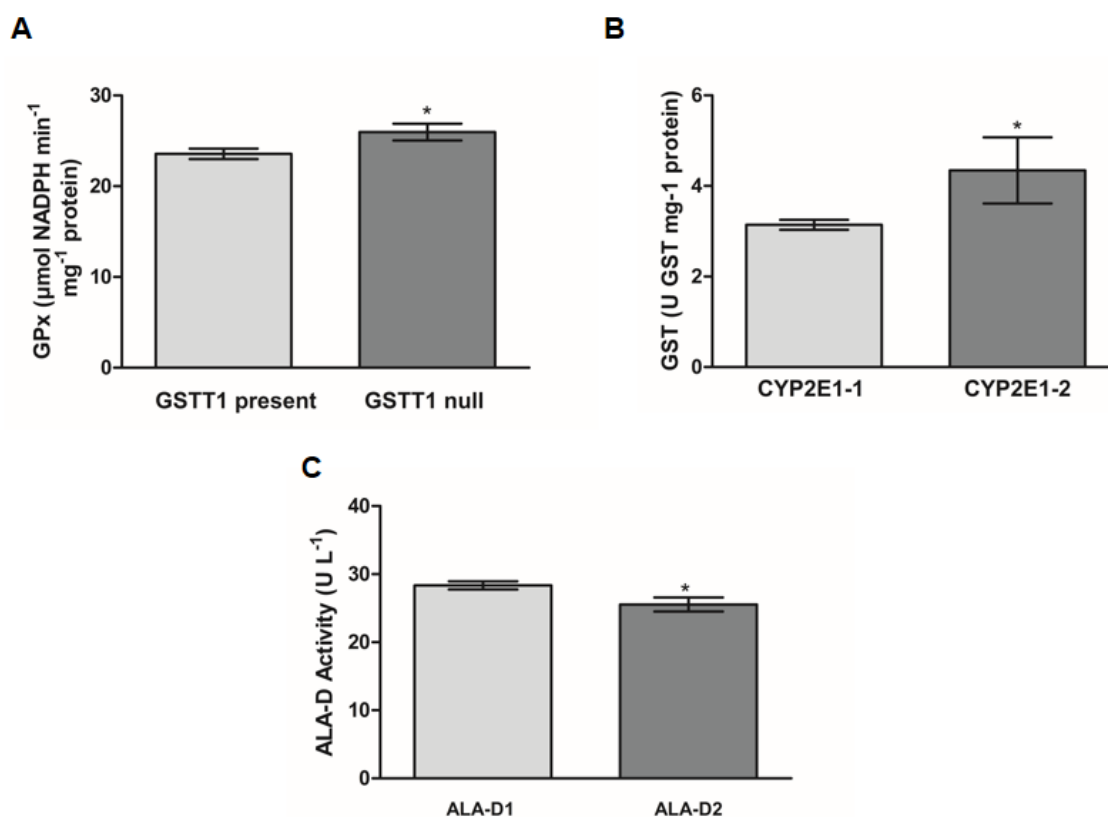 A
GPx (µmol NADPH min⁻¹
mg⁻¹ protein)
30
20
10
0
*
GSTT1 present
GSTT1 null
B
GST (U GST mg-1 protein)
6
4
2
0
*
CYP2E1-1
CYP2E1-2
C
ALA-D Activity (U L⁻¹)
40
30
20
10
0
*
ALA-D1
ALA-D2